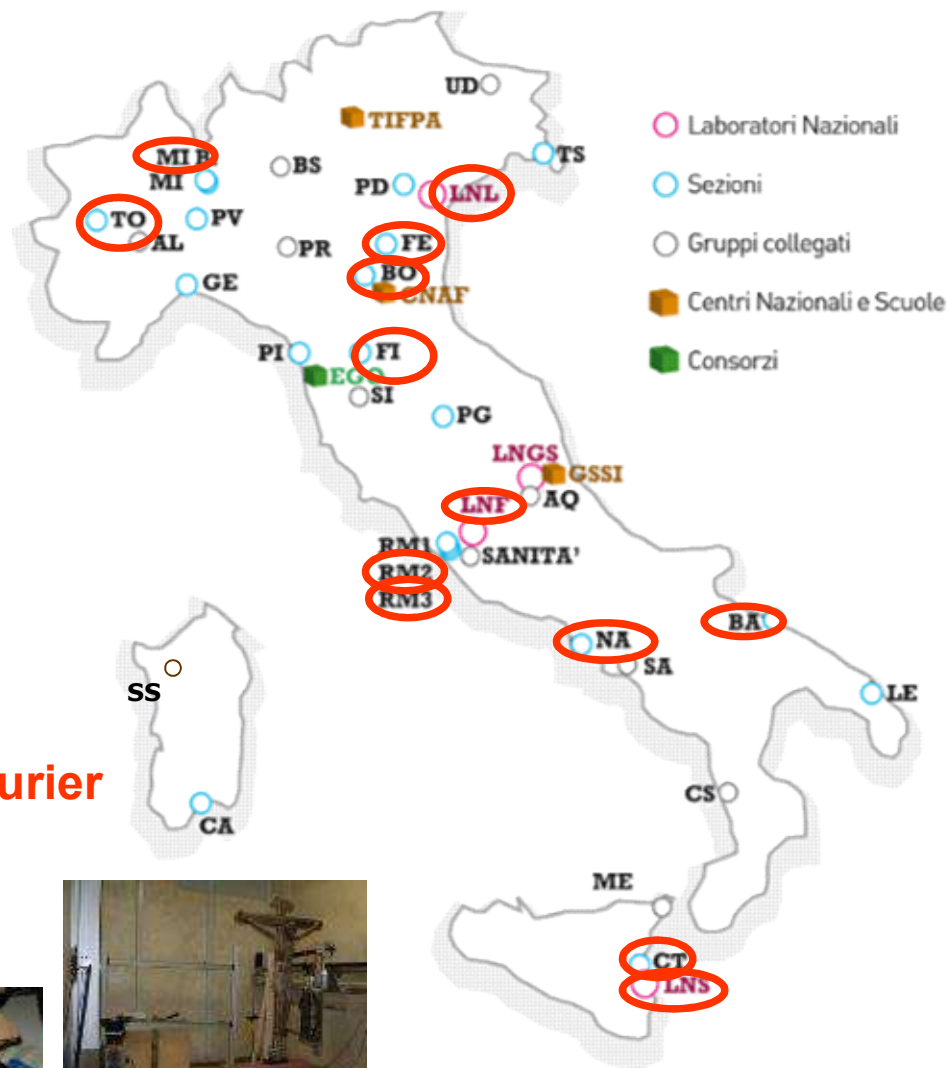 UD
TIFPA
Laboratori Nazionali
MI B.
BS
TS
MI
PD
LNL
Sezioni
TO
PV
AL
PR
FE
Gruppi collegati
GE
BO
CNAF
Centri Nazionali e Scuole
PI
FI
EGO
SI
Consorzi
PG
LNGS
GSSI
LNF
AQ
RM1
SANITA'
RM2
RM3
BA
NA
SA
SS
LE
urier
CS
CA
ME
CT
LNS